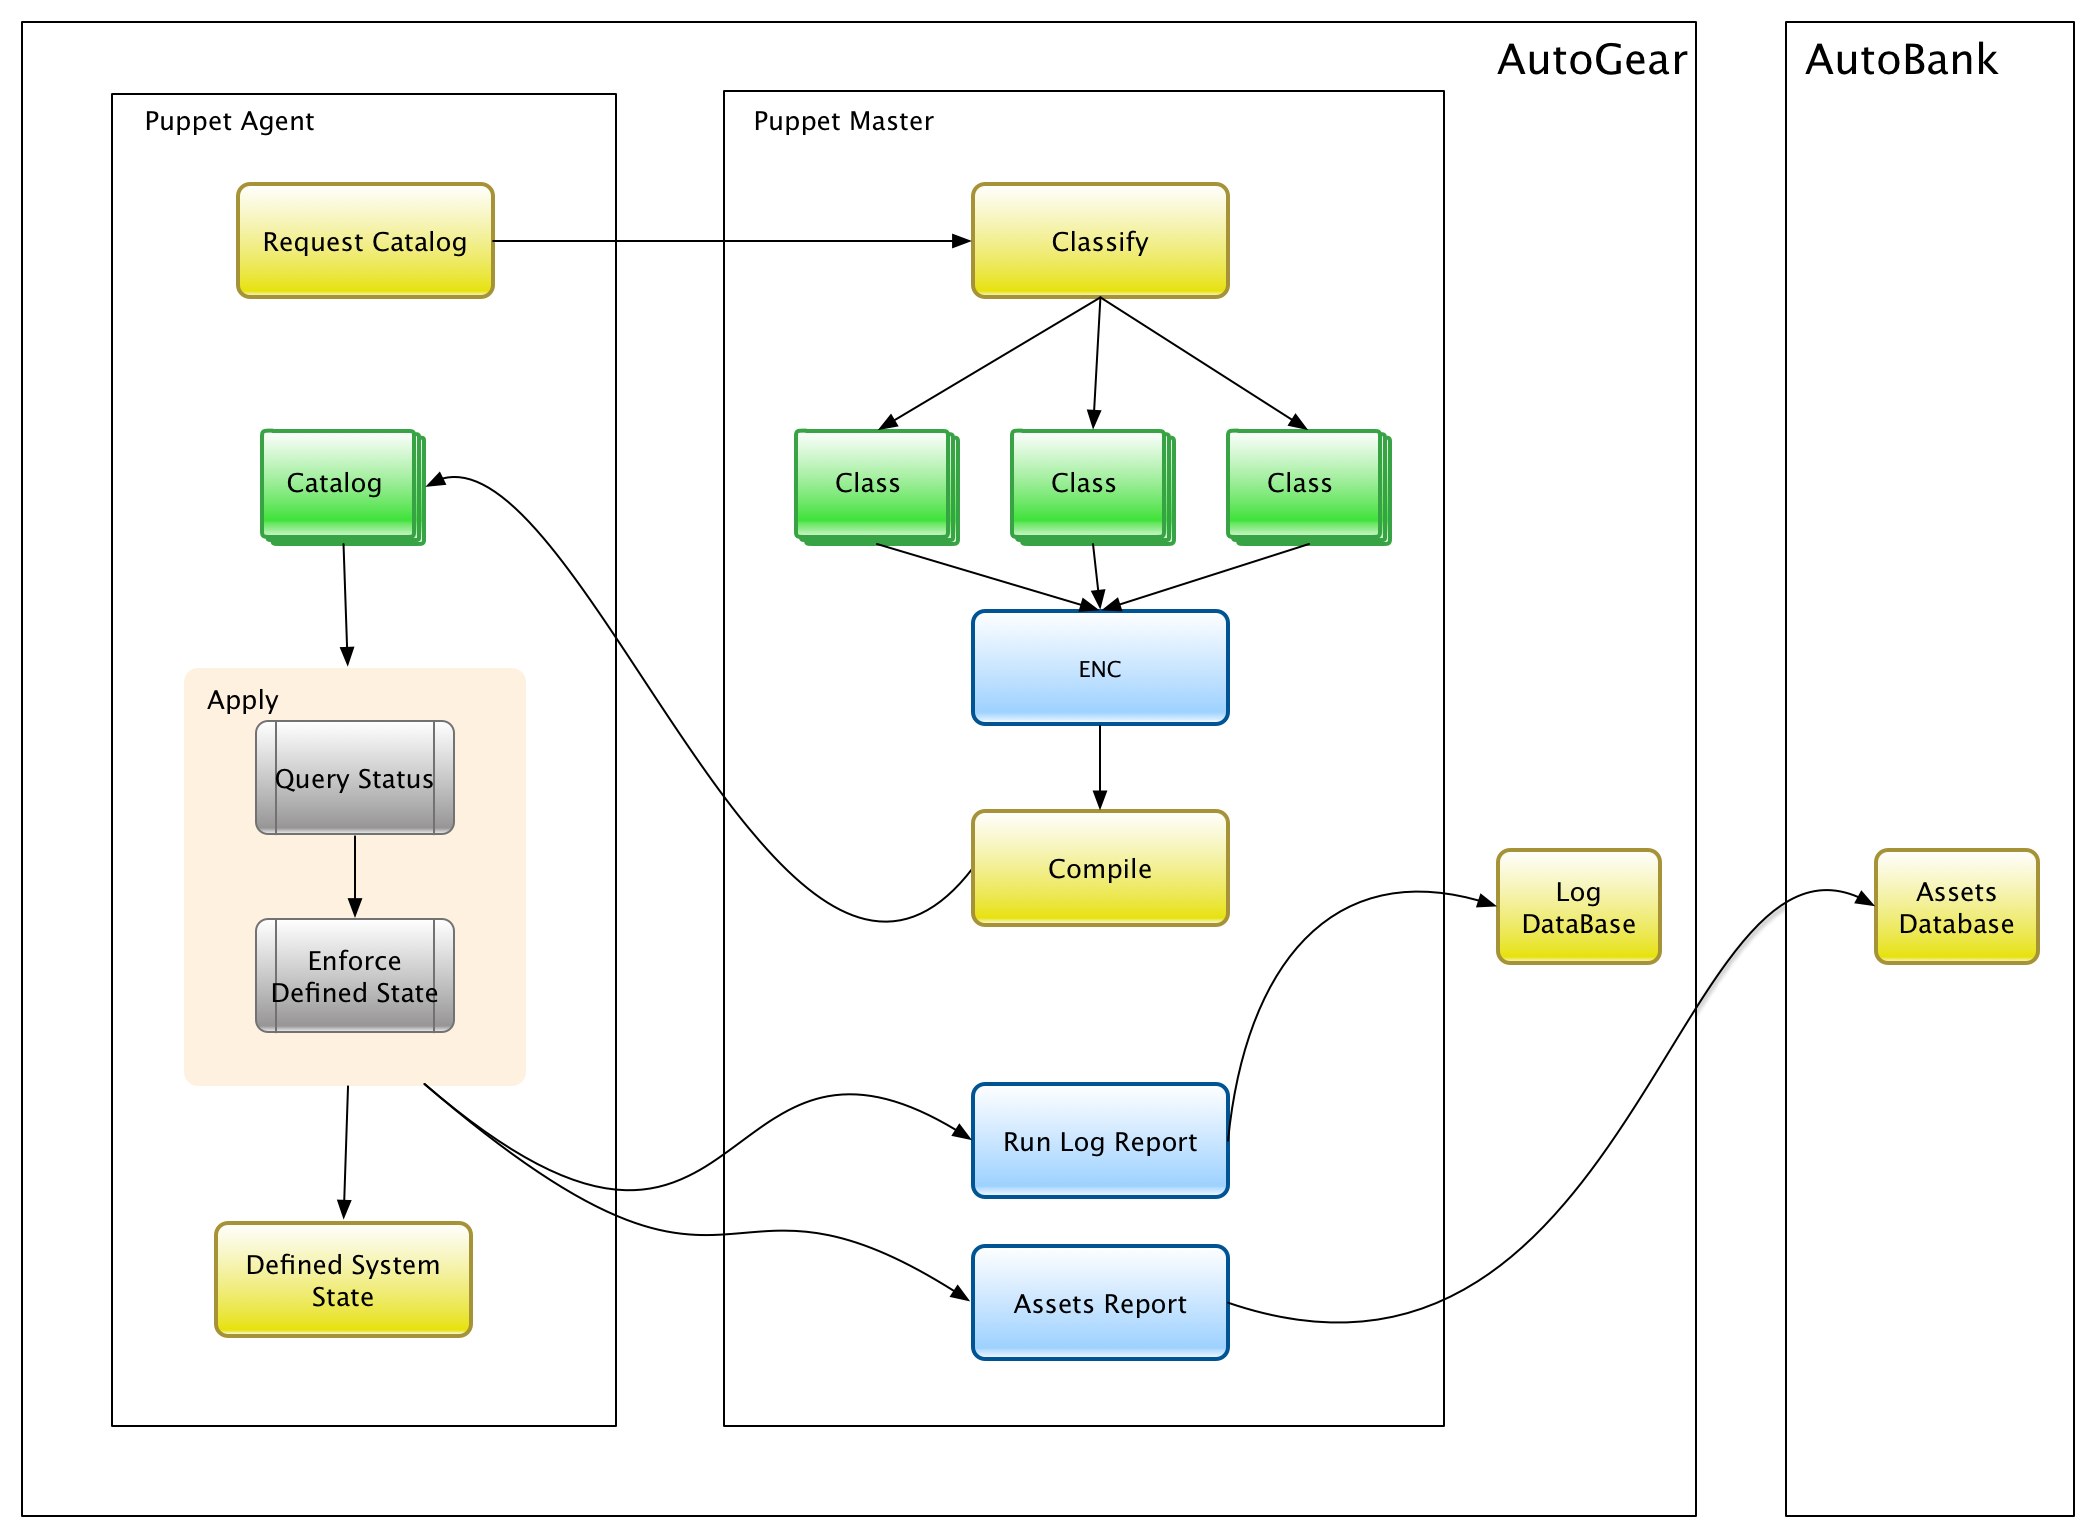 AutoGear
AutoBank
Puppet Agent
Puppet Master
Request Catalog
Classify
Catalog
Class
Class
Class
ENC
Apply
Query Status
Compile
Enforce
Defined State
Log
DataBase
Assets
Database
Run Log Report
Defined System
State
Assets Report